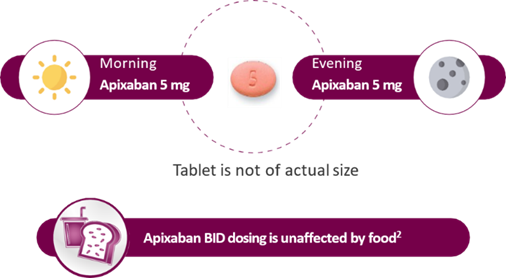 Morning
Apixaban 5 mg
5
Evening
Apixaban 5 mg
Tablet is not of actual size
Apixaban BID dosing is unaffected by food²